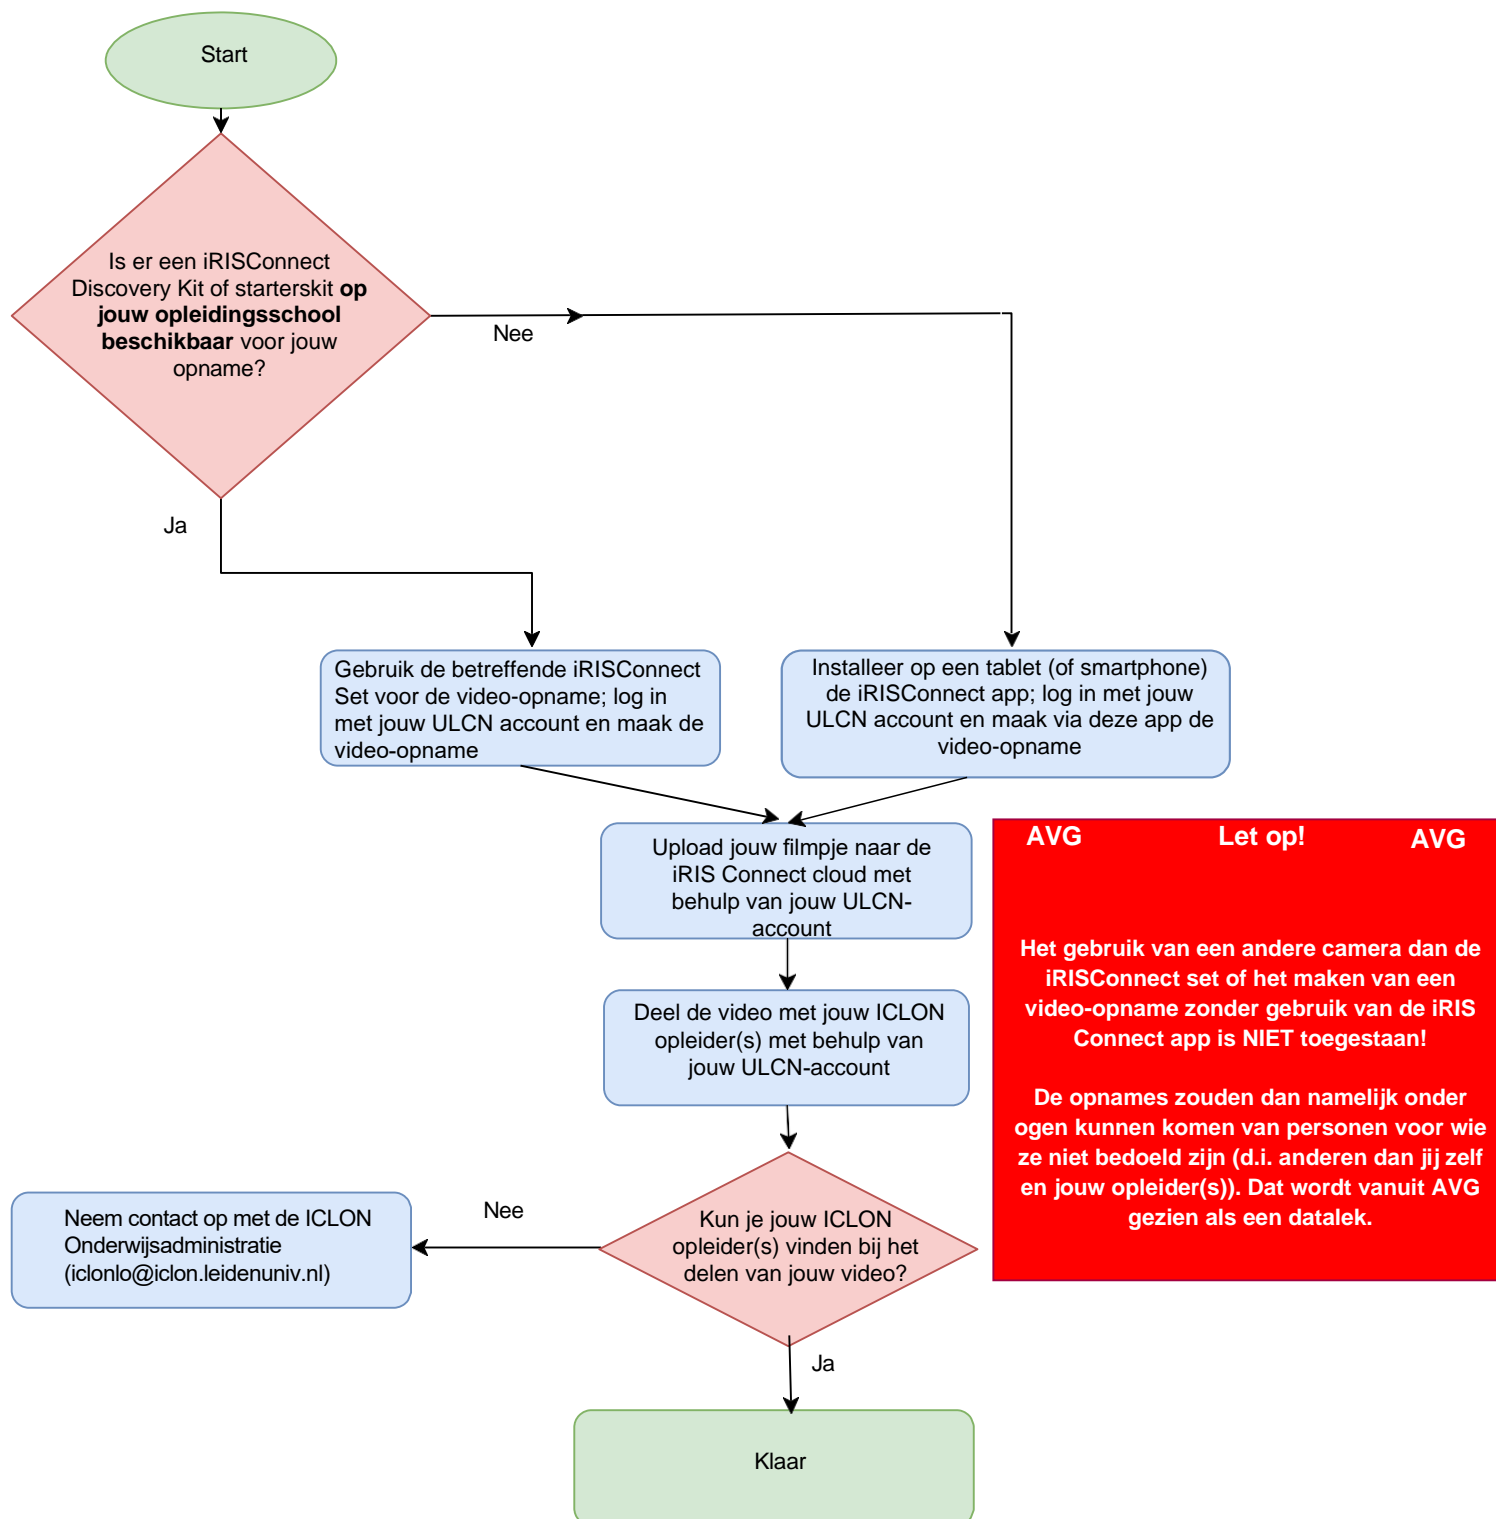 Start
Is er een iRISConnect
Discovery Kit of starterskit op
jouw opleidingsschool
beschikbaar voor jouw
opname?
Nee
Ja
Gebruik de betreffende iRISConnect
Set voor de video-opname; log in
met jouw ULCN account en maak de
video-opname
Installeer op een tablet (of smartphone)
de iRISConnect app; log in met jouw
ULCN account en maak via deze app de
video-opname
Upload jouw filmpje naar de
iRIS Connect cloud met
behulp van jouw ULCN-
account
AVG Let op! AVG
Het gebruik van een andere camera dan de
iRISConnect set of het maken van een
video-opname zonder gebruik van de iRIS
Connect app is NIET toegestaan!
De opnames zouden dan namelijk onder
ogen kunnen komen van personen voor wie
ze niet bedoeld zijn (d.i. anderen dan jij zelf
en jouw opleider(s)). Dat wordt vanuit AVG
gezien als een datalek.
Deel de video met jouw ICLON
opleider(s) met behulp van
jouw ULCN-account
Kun je jouw ICLON
opleider(s) vinden bij het
delen van jouw video?
Nee
Neem contact op met de ICLON
Onderwijsadministratie
(iclonlo@iclon.leidenuniv.nl)
Ja
Klaar